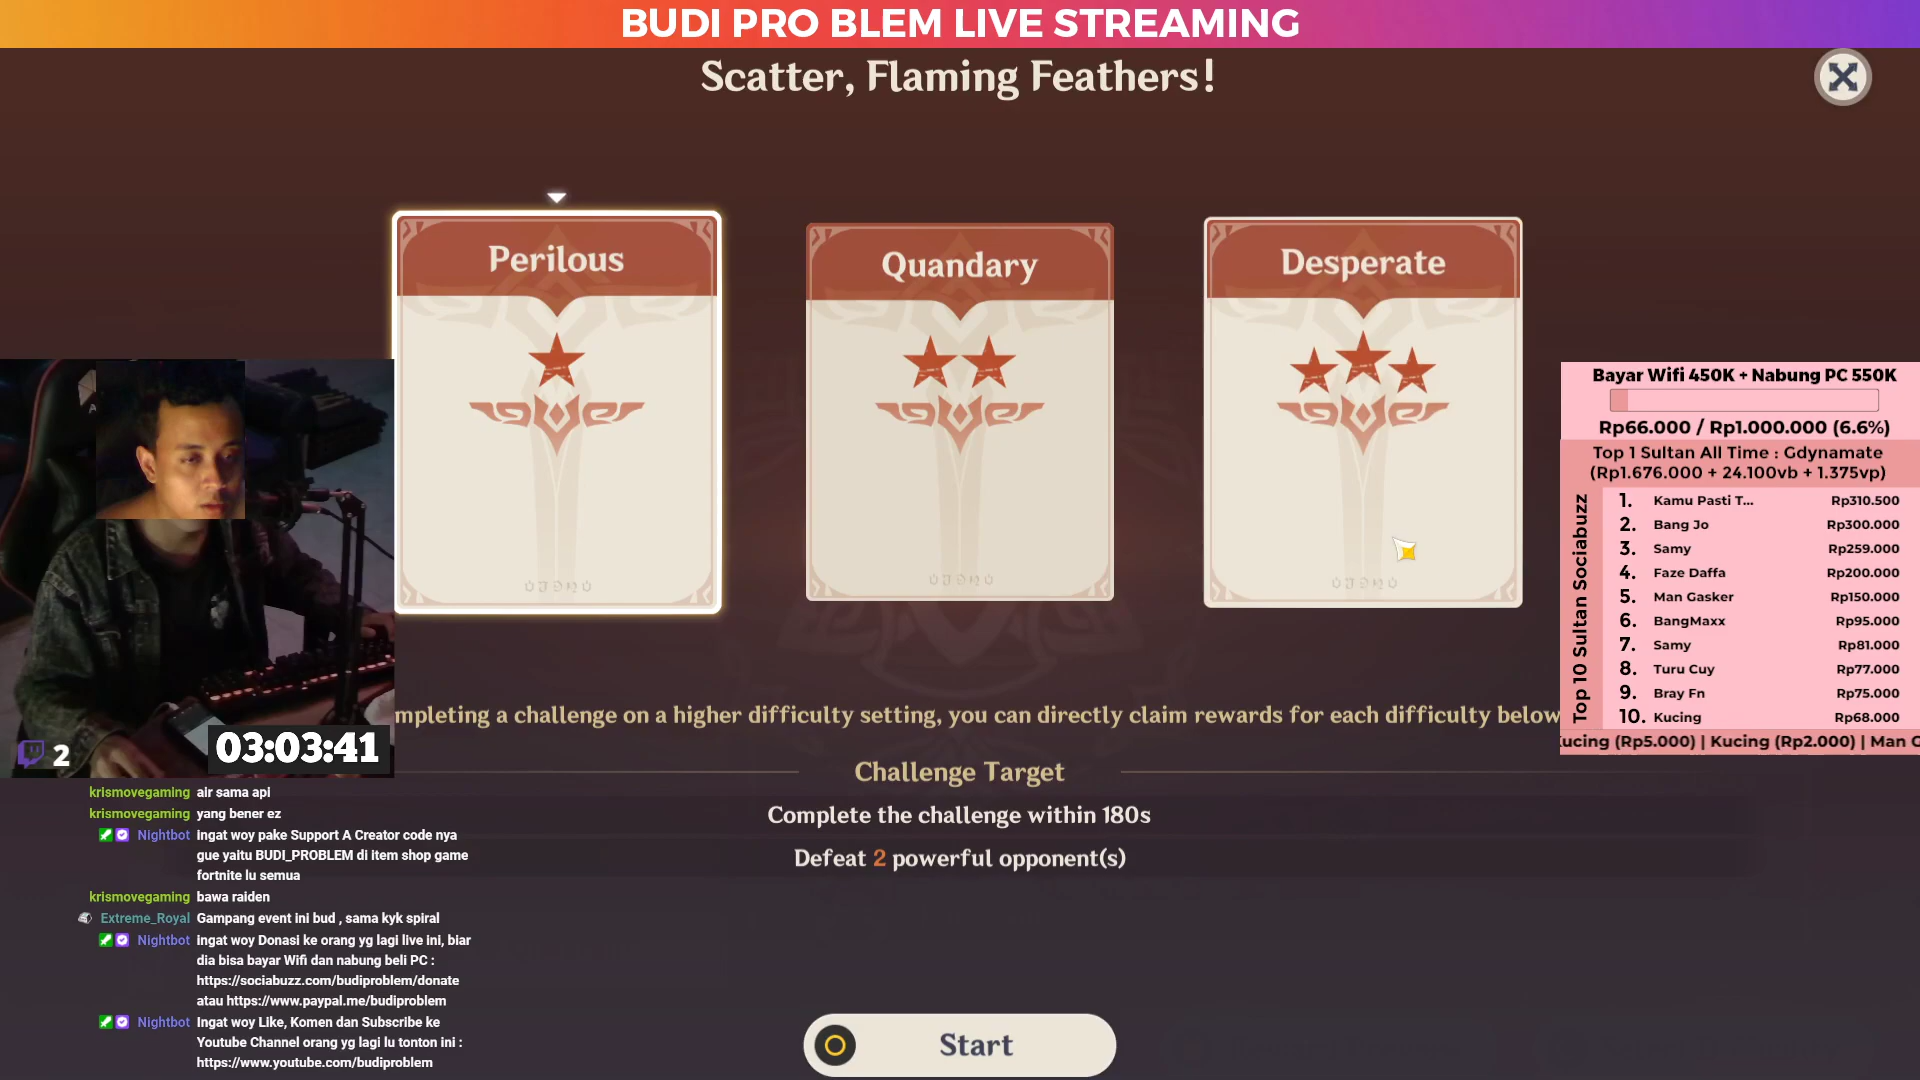 BUDI PRO BLEM LIVE STREAMING
Scatter, Flaming Feathers!
Perilous
Quandary
Desperate
mpleting a challenge on a higher difficulty setting, you can directly claim rewards for each difficulty below
Challenge Target
Complete the challenge within 180s
Defeat 2 powerful opponent(s)
Start
2
03:03:41
krismovegaming air sama api
krismovegaming yang bener ez
Nightbot ingat woy pake Support A Creator code nya
gue yaitu BUDI_PROBLEM di item shop game
fortnite lu semua
krismovegaming bawa raiden
Extreme_Royal Gampang event ini bud , sama kyk spiral
Nightbot Ingat woy Donasi ke orang yg lagi live ini, biar
dia bisa bayar Wifi dan nabung beli PC :
https://sociabuzz.com/budiproblem/donate
atau https://www.paypal.me/budiproblem
Nightbot Ingat woy Like, Komen dan Subscribe ke
Youtube Channel orang yg lagi lu tonton ini :
https://www.youtube.com/budiproblem
Bayar Wifi 450K + Nabung PC 550K
Rp66.000 / Rp1.000.000 (6.6%)
Top 1 Sultan All Time : Gdynamate
(Rp1.676.000 + 24.100vb + 1.375vp)
Top 10 Sultan Sociabuzz
1. Kamu Pasti T... Rp310.500
2. Bang Jo Rp300.000
3. Samy Rp259.000
4. Faze Daffa Rp200.000
5. Man Gasker Rp150.000
6. BangMaxx Rp95.000
7. Samy Rp81.000
8. Turu Cuy Rp77.000
9. Bray Fn Rp75.000
10. Kucing Rp68.000
Kucing (Rp5.000) | Kucing (Rp2.000) | Man G